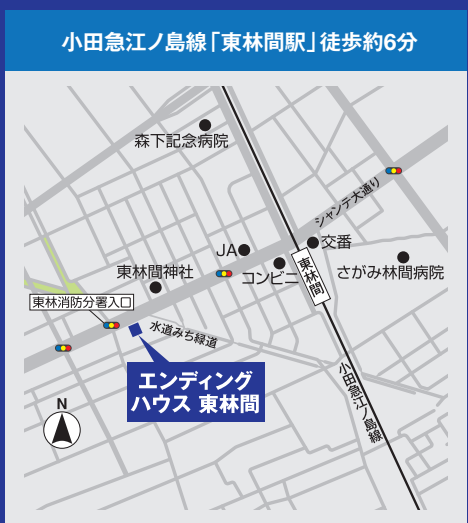 小田急江ノ島線「東林間駅」徒歩約6分
森下記念病院
シャンテ大通り
JA
交番
コンビニ
東林間
さがみ林間病院
東林間神社
東林消防分署入口
水道みち緑道
エンディング
ハウス 東林間
小田急江ノ島線
N